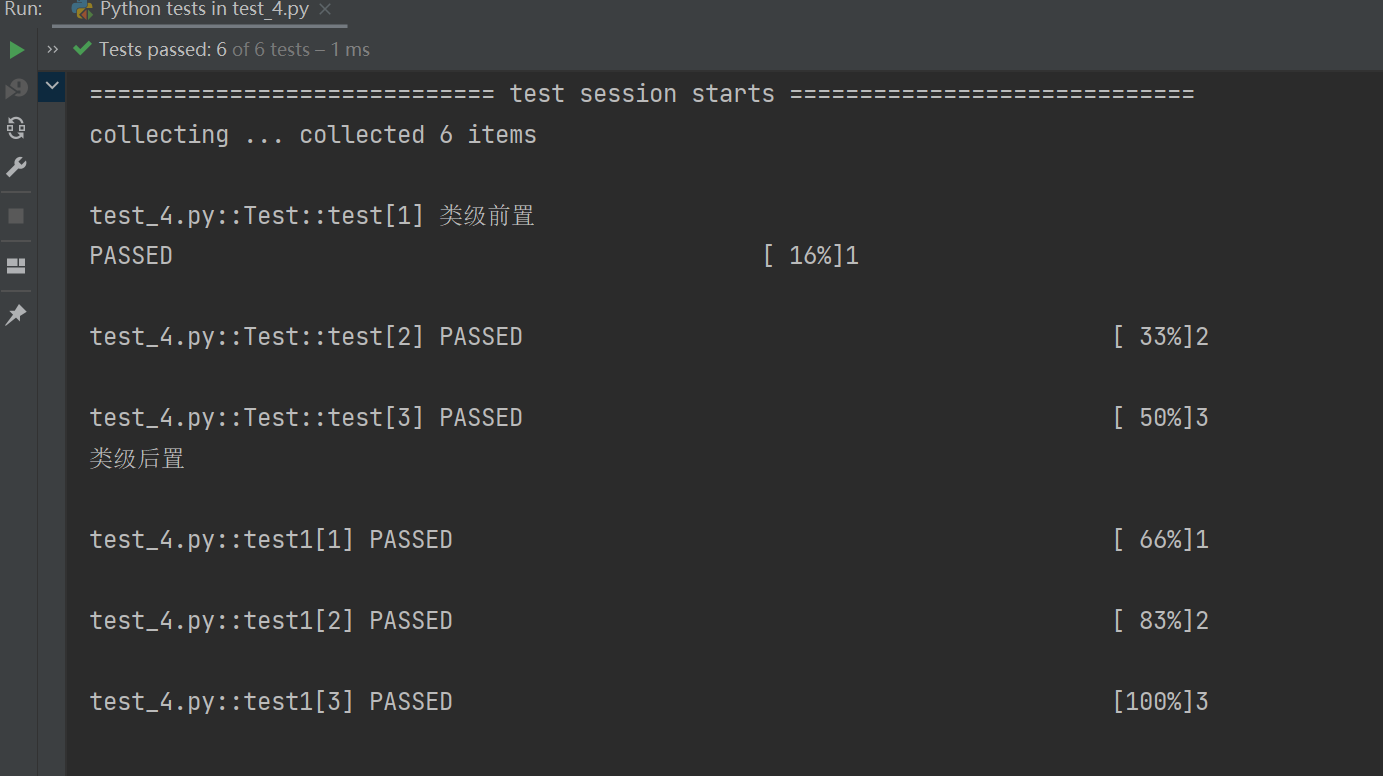 Run: Python tests in test_4.py
Tests passed: 6 of 6 tests – 1 ms
============================= test session starts =============================
collecting ... collected 6 items
test_4.py::Test::test[1] 类级前置
PASSED [ 16%]1
test_4.py::Test::test[2] PASSED [ 33%]2
test_4.py::Test::test[3] PASSED [ 50%]3
类级后置
test_4.py::test1[1] PASSED [ 66%]1
test_4.py::test1[2] PASSED [ 83%]2
test_4.py::test1[3] PASSED [100%]3